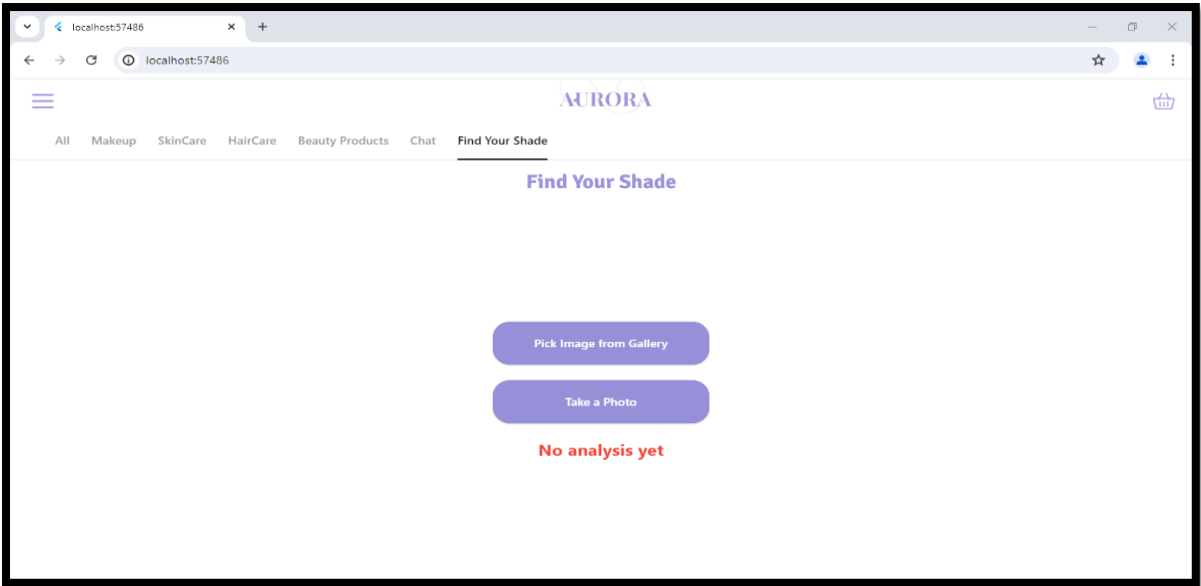 localhost:57486
localhost:57486
AURORA
All Makeup SkinCare HairCare Beauty Products Chat Find Your Shade
Find Your Shade
Pick Image from Gallery
Take a Photo
No analysis yet